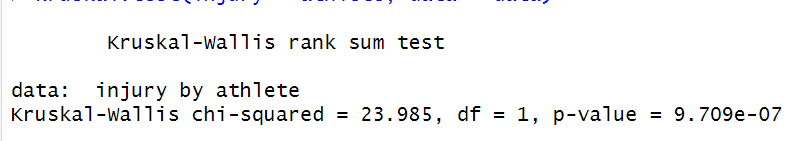 Kruskal-Wallis rank sum test
data:  injury by athlete
Kruskal-Wallis chi-squared = 23.985, df = 1, p-value = 9.709e-07